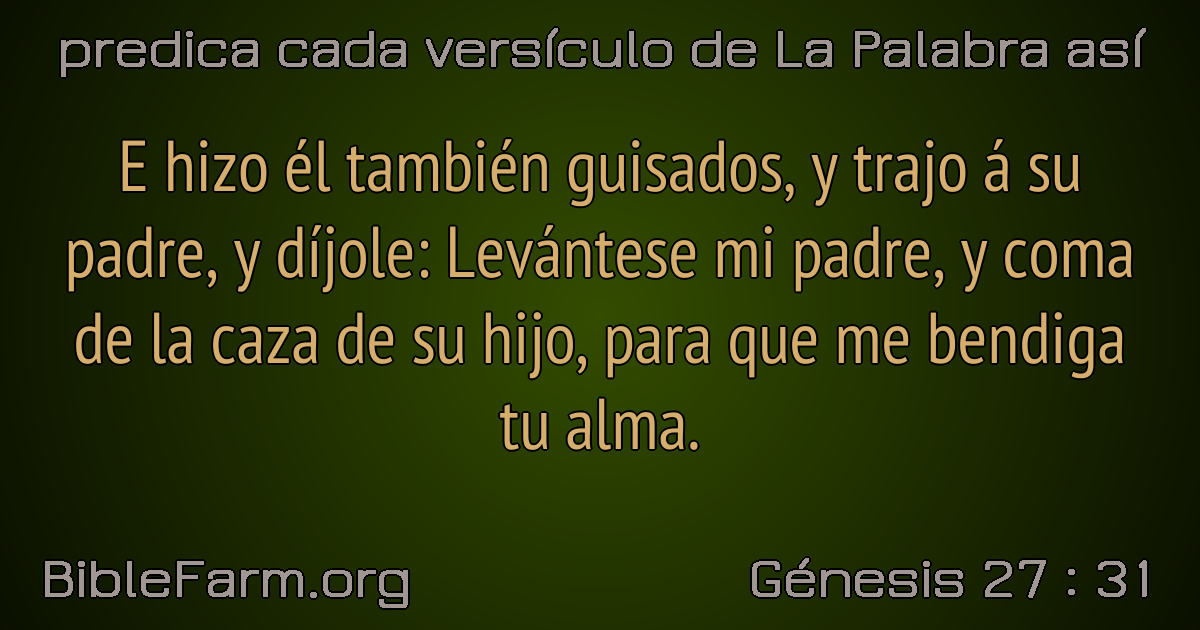 predica cada versículo de La Palabra así
E hizo él también guisados, y trajo á su
padre, y díjole: Levántese mi padre, y coma
de la caza de su hijo, para que me bendiga
tu alma.
BibleFarm.org
Génesis 27 : 31